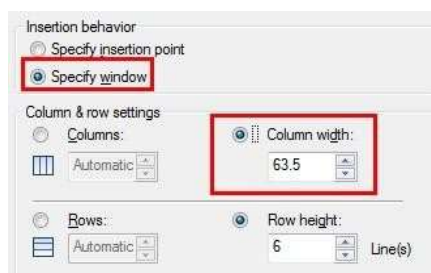 Insertion behavior
Specify insertion point
Specify window
Column & row settings
Columns: Column width:
Automatic 63.5
Rows: Row height:
Automatic 6 Line(s)